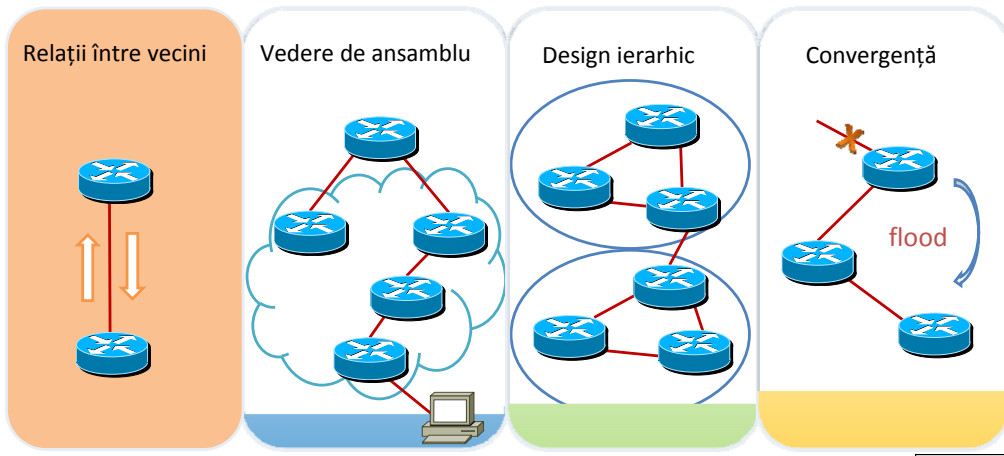 Relații între vecini
Vedere de ansamblu
Design ierarhic
Convergență
flood